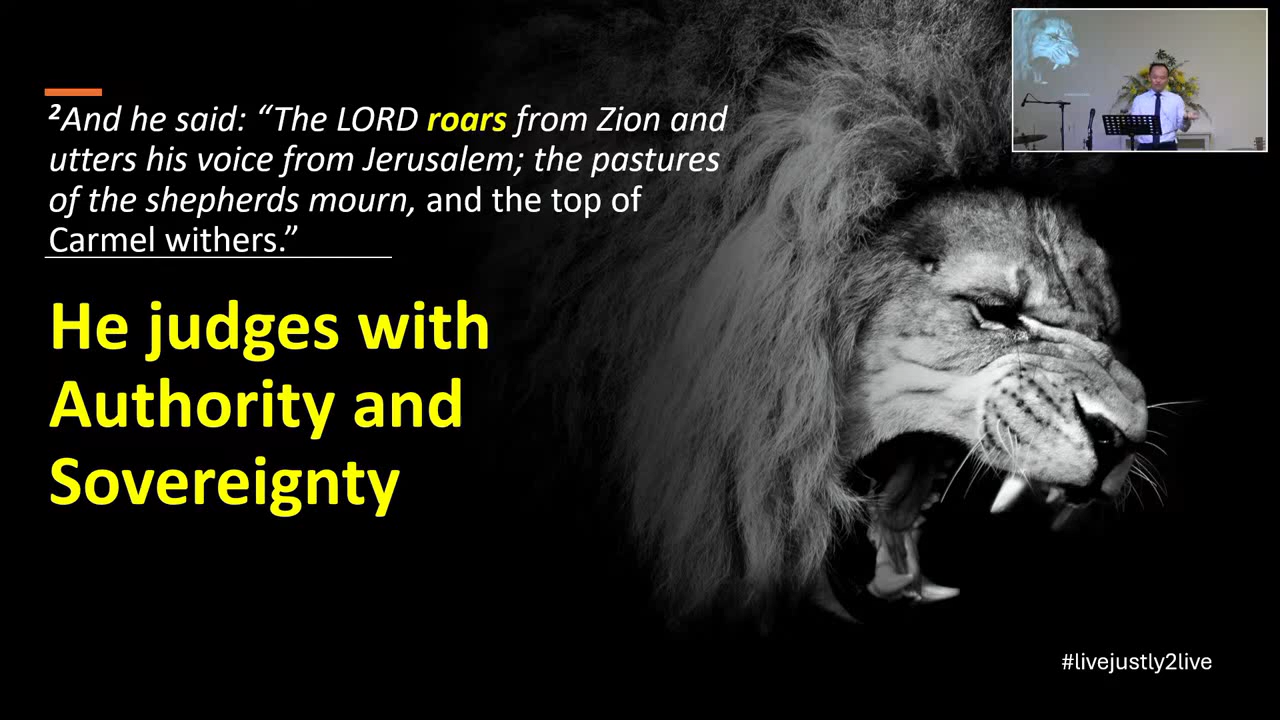 ²And he said: “The LORD roars from Zion and
utters his voice from Jerusalem; the pastures
of the shepherds mourn, and the top of
Carmel withers.”
He judges with
Authority and
Sovereignty
#livejustly2live